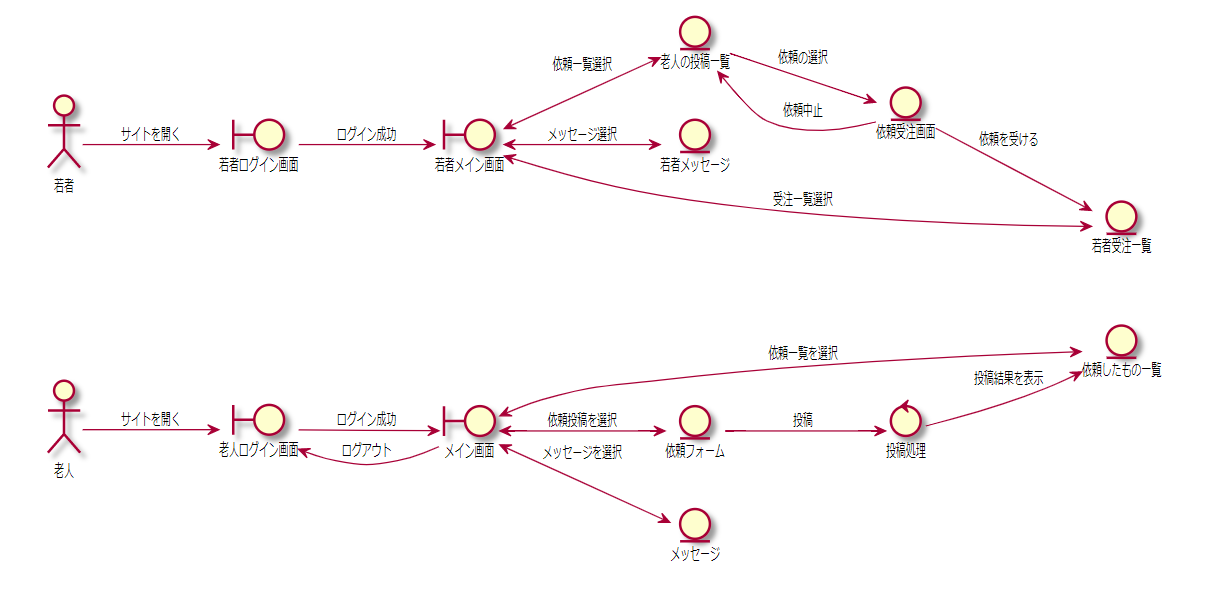 老人の投稿一覧
依頼一覧選択
依頼の選択
依頼中止
依頼受注画面
サイトを開く
ログイン成功
メッセージ選択
依頼を受ける
若者
若者ログイン画面
若者メイン画面
若者メッセージ
受注一覧選択
若者受注一覧
依頼一覧を選択
依頼したもの一覧
投稿結果を表示
サイトを開く
ログイン成功
依頼投稿を選択
投稿
老人
老人ログイン画面
ログアウト
メイン画面
メッセージを選択
依頼フォーム
投稿処理
メッセージ